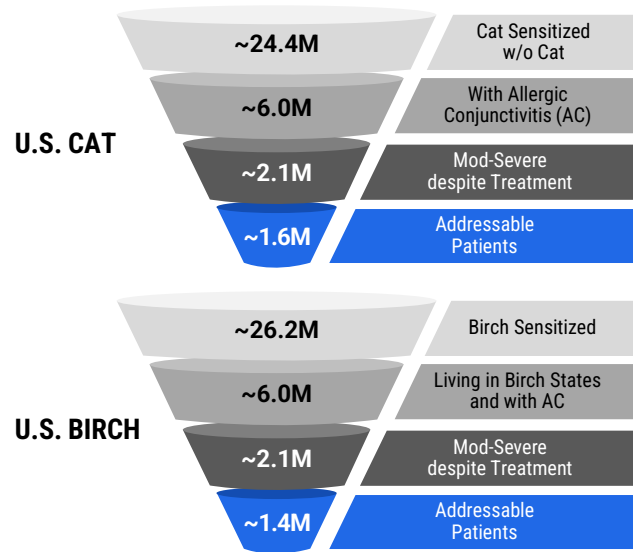 ~24.4M
Cat Sensitized
w/o Cat
~6.0M
With Allergic
Conjunctivitis (AC)
U.S. CAT
~2.1M
Mod-Severe
despite Treatment
~1.6M
Addressable
Patients
~26.2M
Birch Sensitized
~6.0M
Living in Birch States
and with AC
U.S. BIRCH
~2.1M
Mod-Severe
despite Treatment
~1.4M
Addressable
Patients